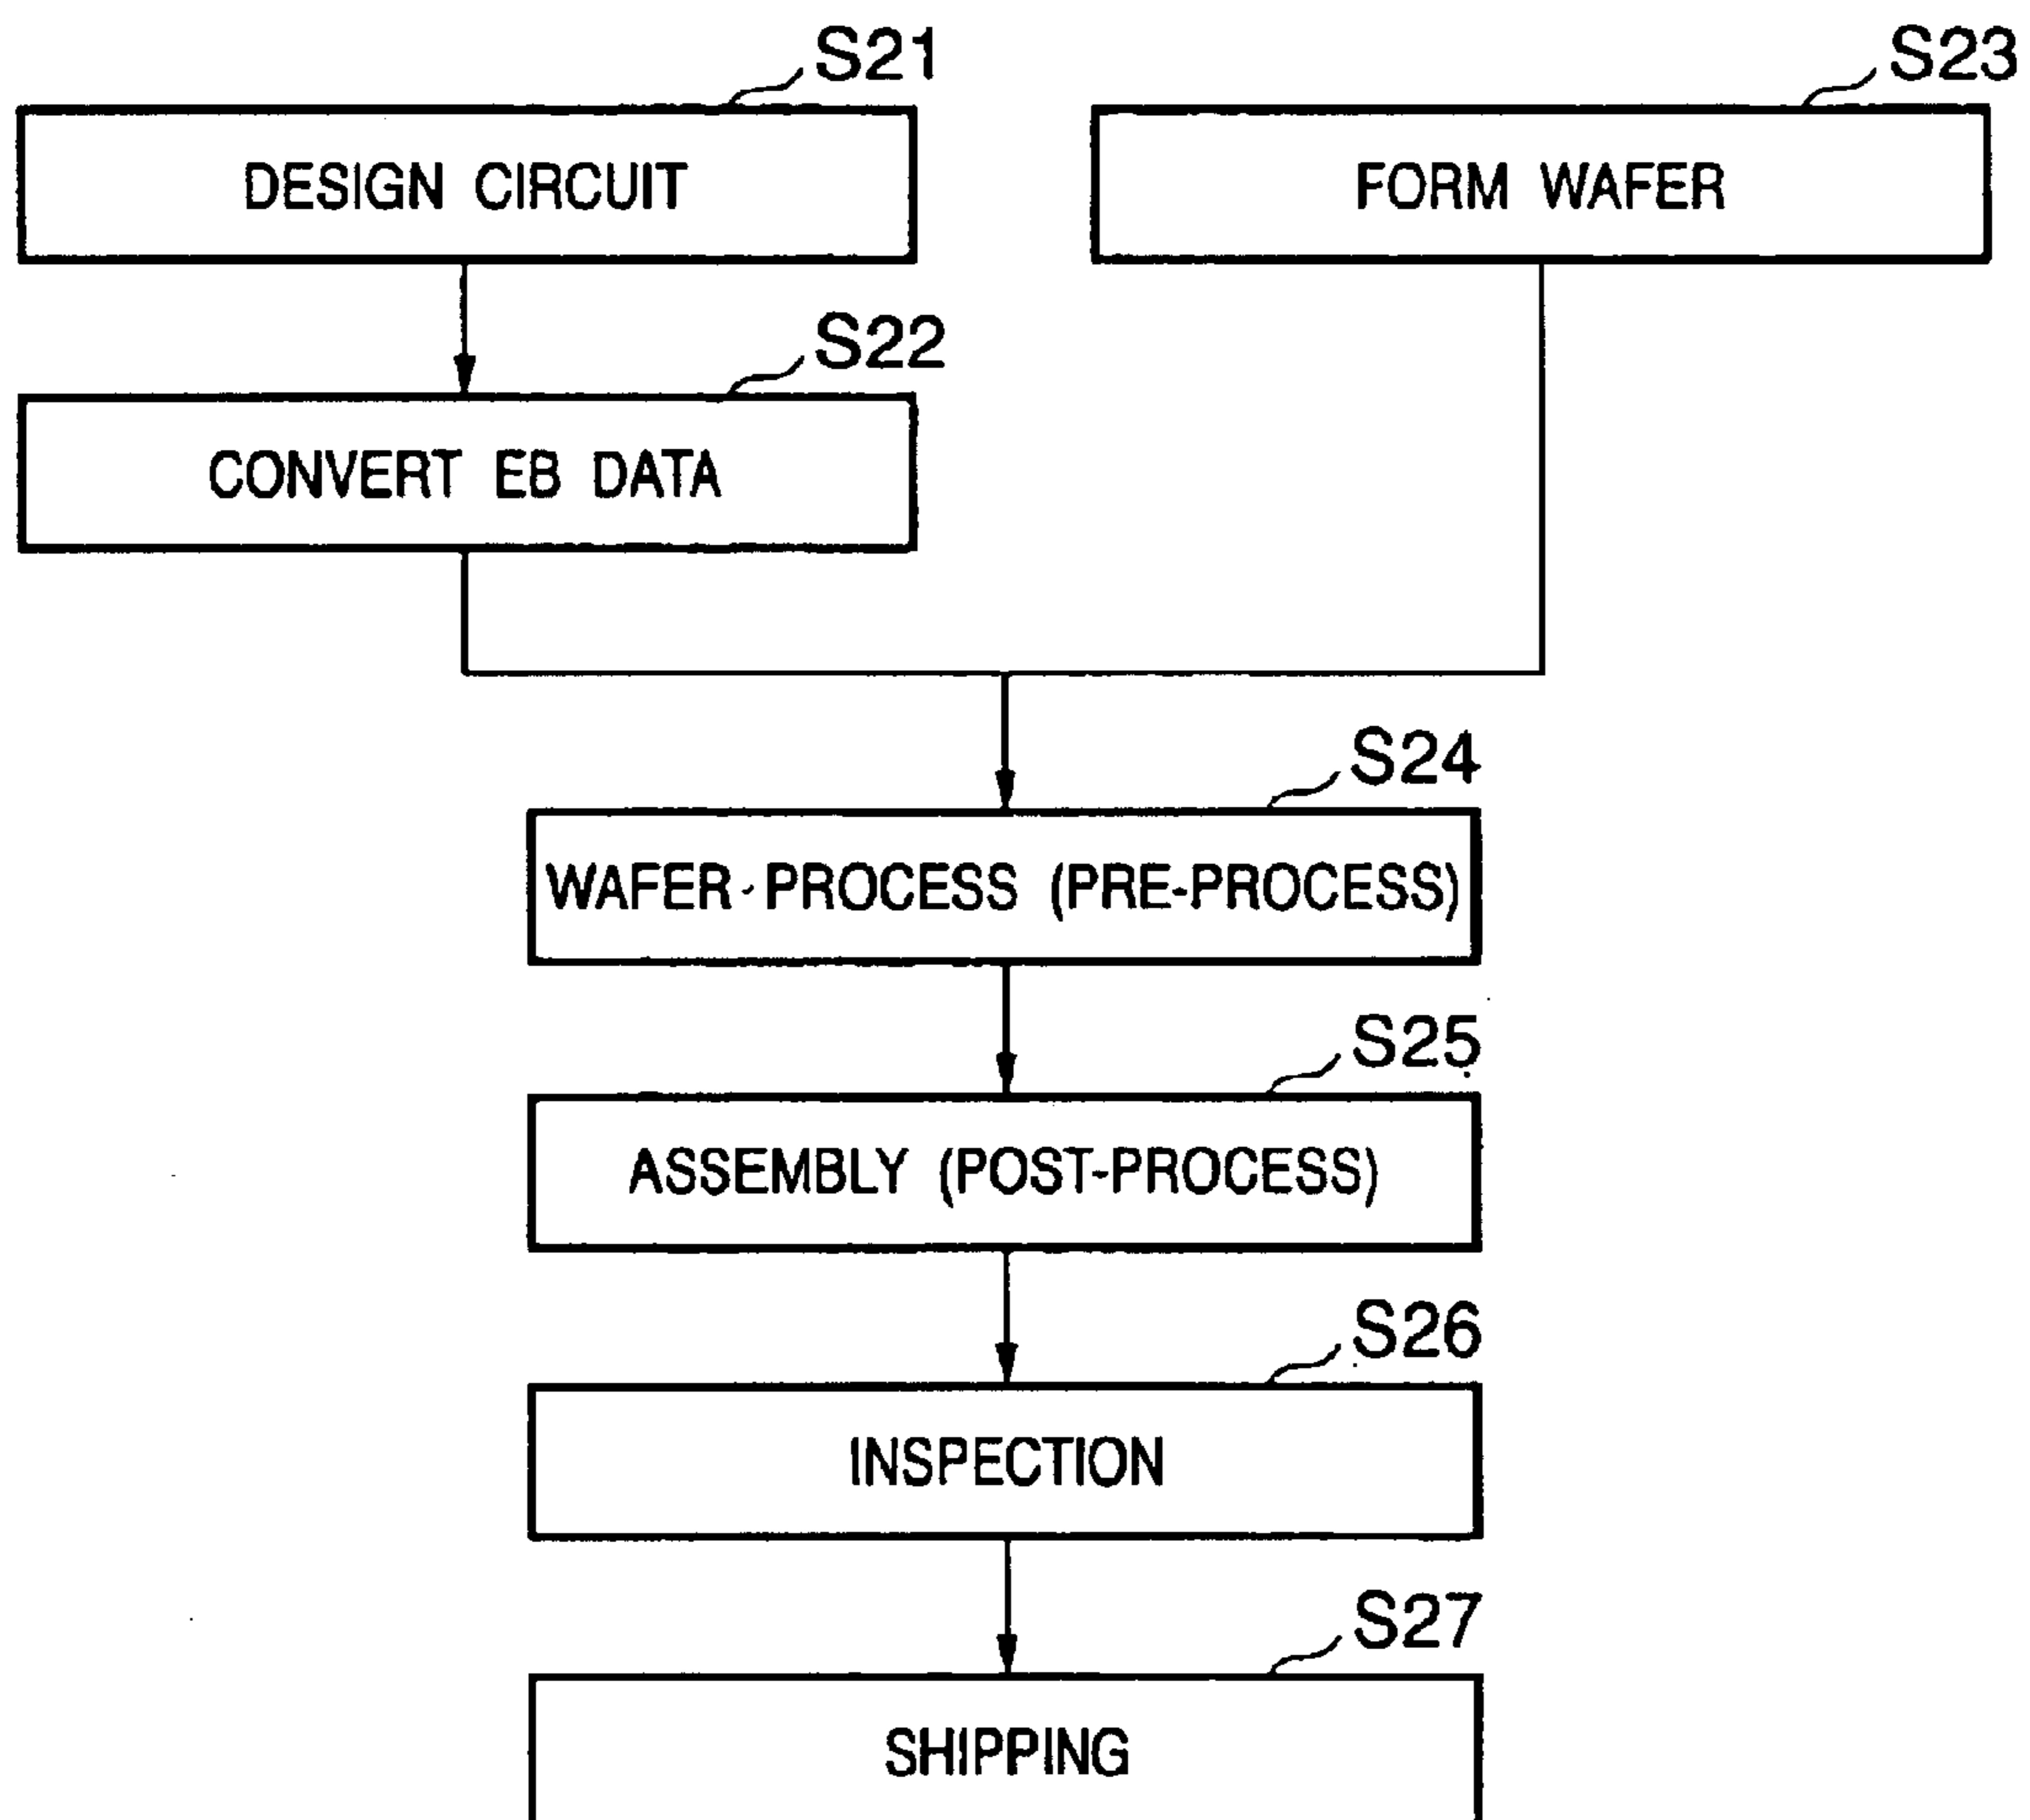 S21
DESIGN CIRCUIT
S23
FORM WAFER
S22
CONVERT EB DATA
S24
WAFER-PROCESS (PRE-PROCESS)
S25
ASSEMBLY (POST-PROCESS)
S26
INSPECTION
S27
SHIPPING